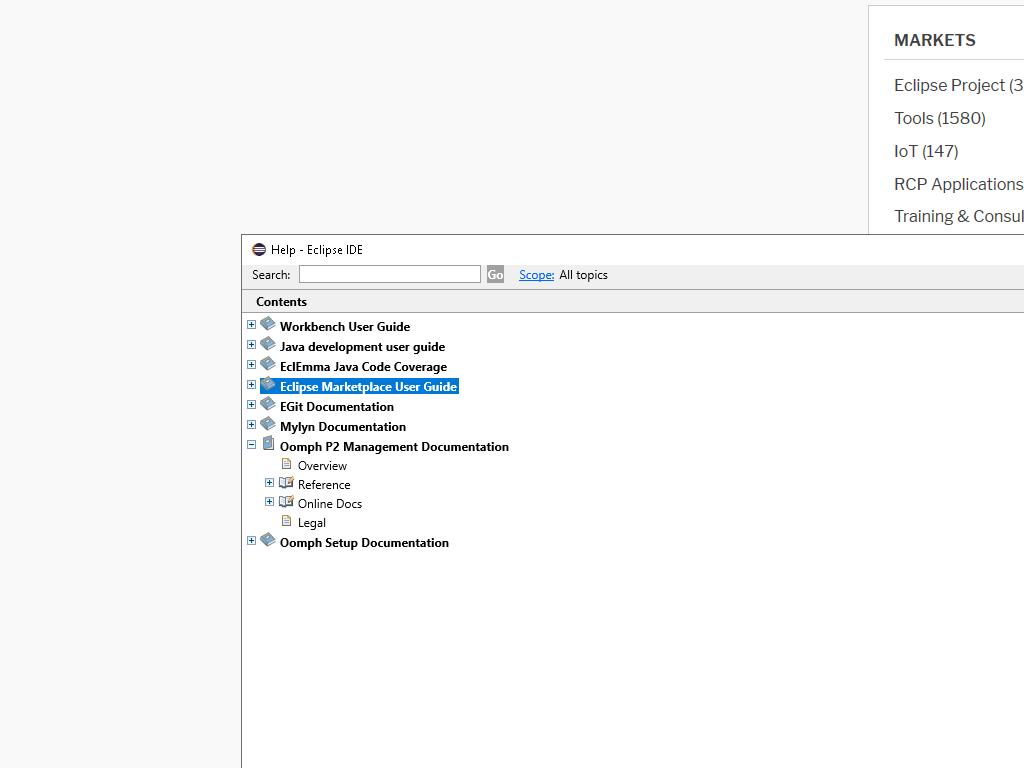 MARKETS
Eclipse Project (3
Tools (1580)
IoT (147)
RCP Applications
Training & Consul
Help - Eclipse IDE
Search: Go Scope: All topics
Contents
Workbench User Guide
Java development user guide
EclEmma Java Code Coverage
Eclipse Marketplace User Guide
EGit Documentation
Mylyn Documentation
Oomph P2 Management Documentation
Overview
Reference
Online Docs
Legal
Oomph Setup Documentation